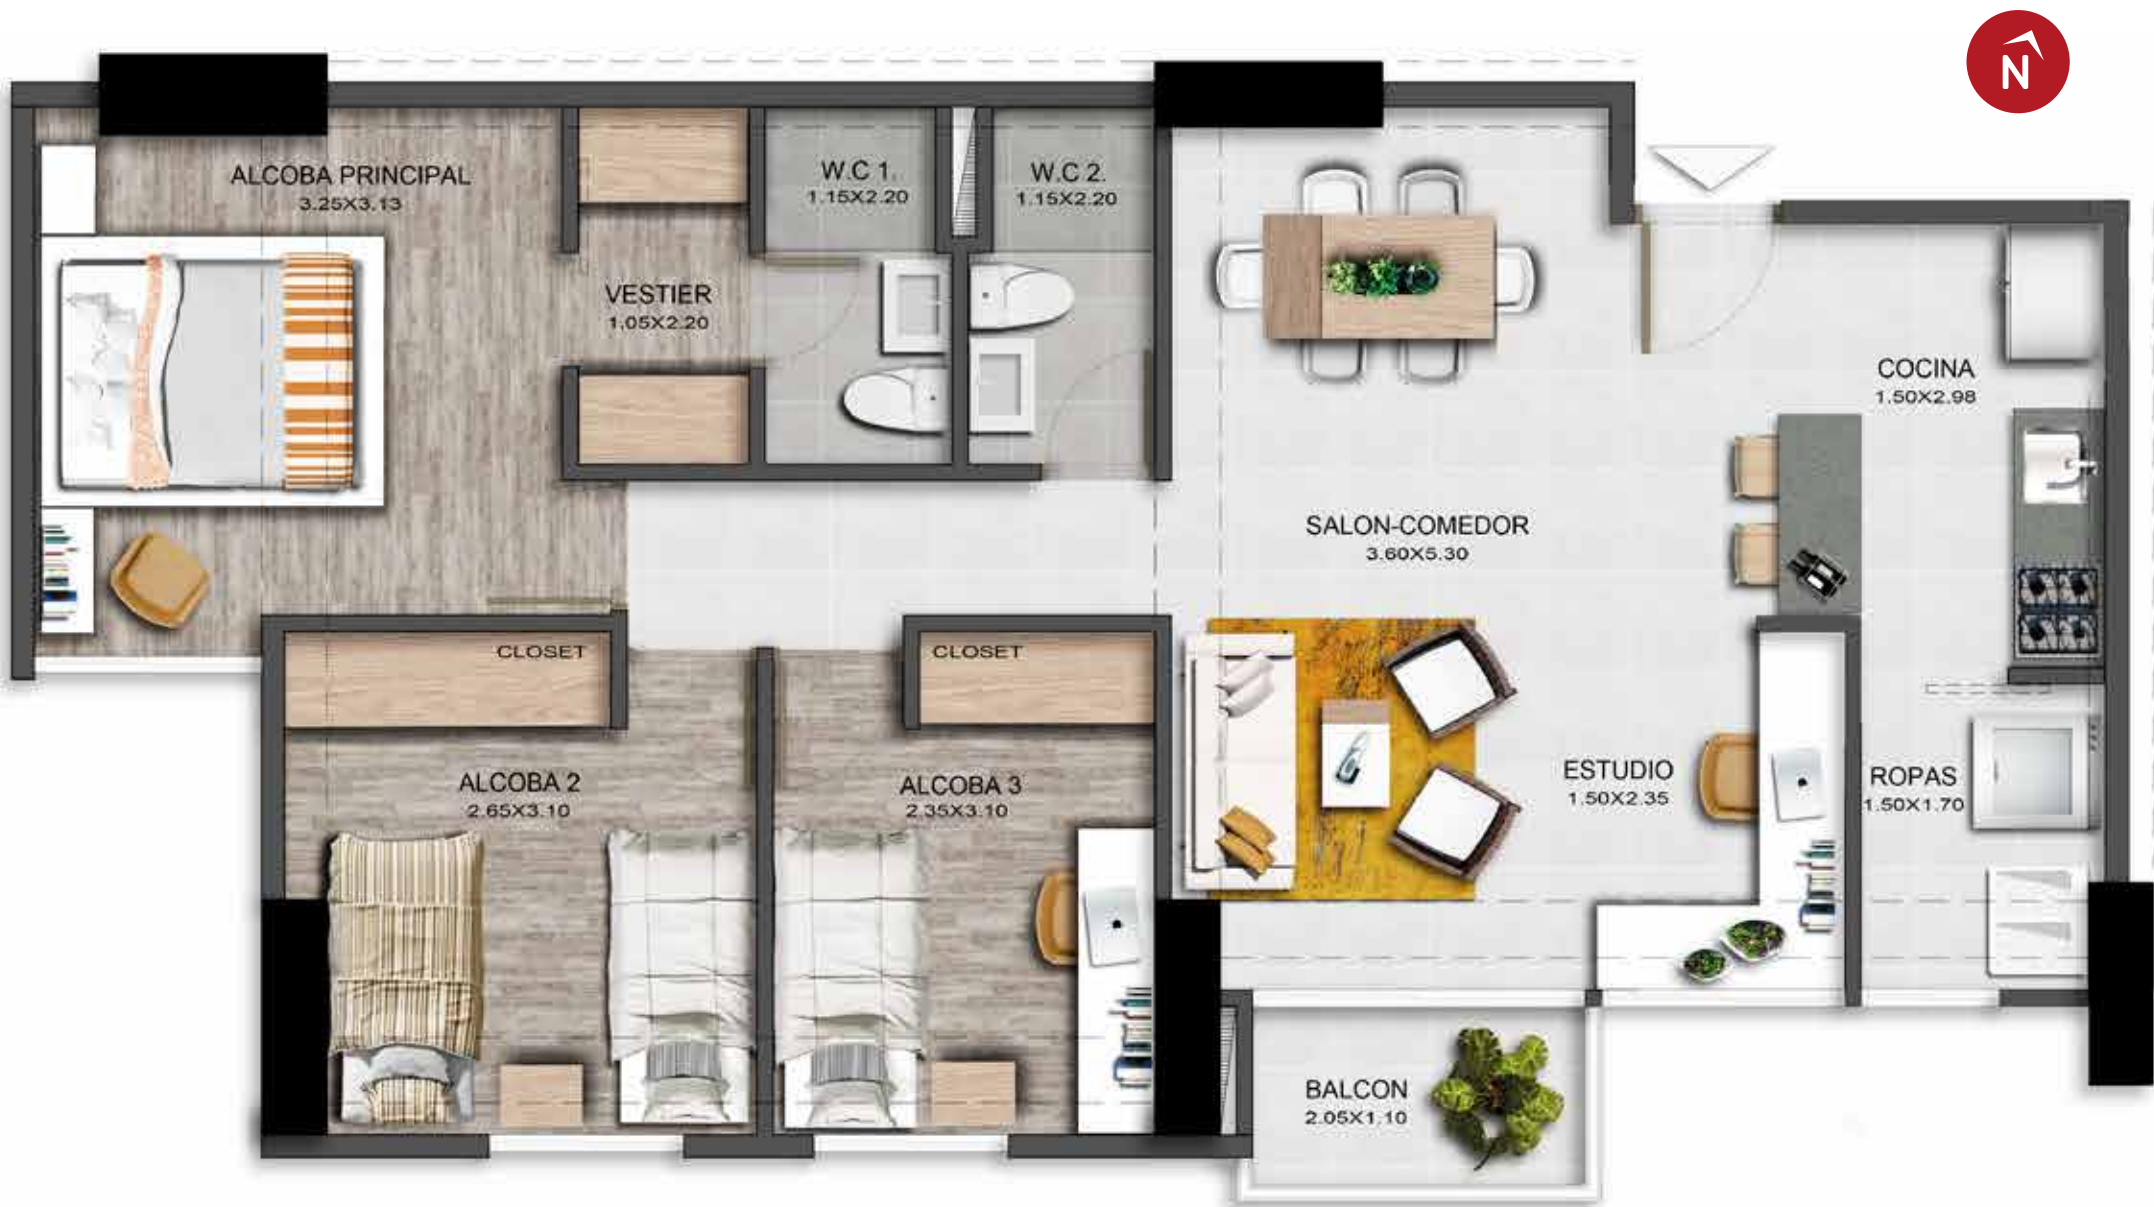 N
ALCOBA PRINCIPAL
3.25X3.13
W.C 1.
1.15X2.20
W.C 2.
1.15X2.20
VESTIER
1.05X2.20
COCINA
1.50X2.98
SALON-COMEDOR
3.60X5.30
CLOSET
CLOSET
ALCOBA 2
2.65X3.10
ALCOBA 3
2.35X3.10
ESTUDIO
1.50X2.35
ROPAS
1.50X1.70
BALCON
2.05X1.10